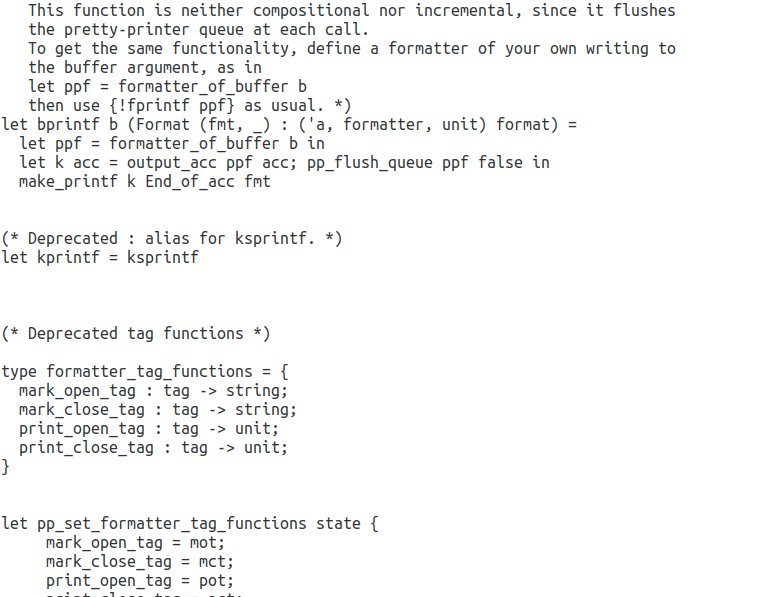 This function is neither compositional nor incremental, since it flushes
the pretty-printer queue at each call.
To get the same functionality, define a formatter of your own writing to
the buffer argument, as in
let ppf = formatter_of_buffer b
then use {!fprintf ppf} as usual. *)
let bprintf b (Format (fmt, _) : ('a, formatter, unit) format) =
let ppf = formatter_of_buffer b in
let k acc = output_acc ppf acc; pp_flush_queue ppf false in
make_printf k End_of_acc fmt
(* Deprecated : alias for ksprintf. *)
let kprintf = ksprintf
(* Deprecated tag functions *)
type formatter_tag_functions = {
mark_open_tag : tag -> string;
mark_close_tag : tag -> string;
print_open_tag : tag -> unit;
print_close_tag : tag -> unit;
}
let pp_set_formatter_tag_functions state {
mark_open_tag = mot;
mark_close_tag = mct;
print_open_tag = pot;